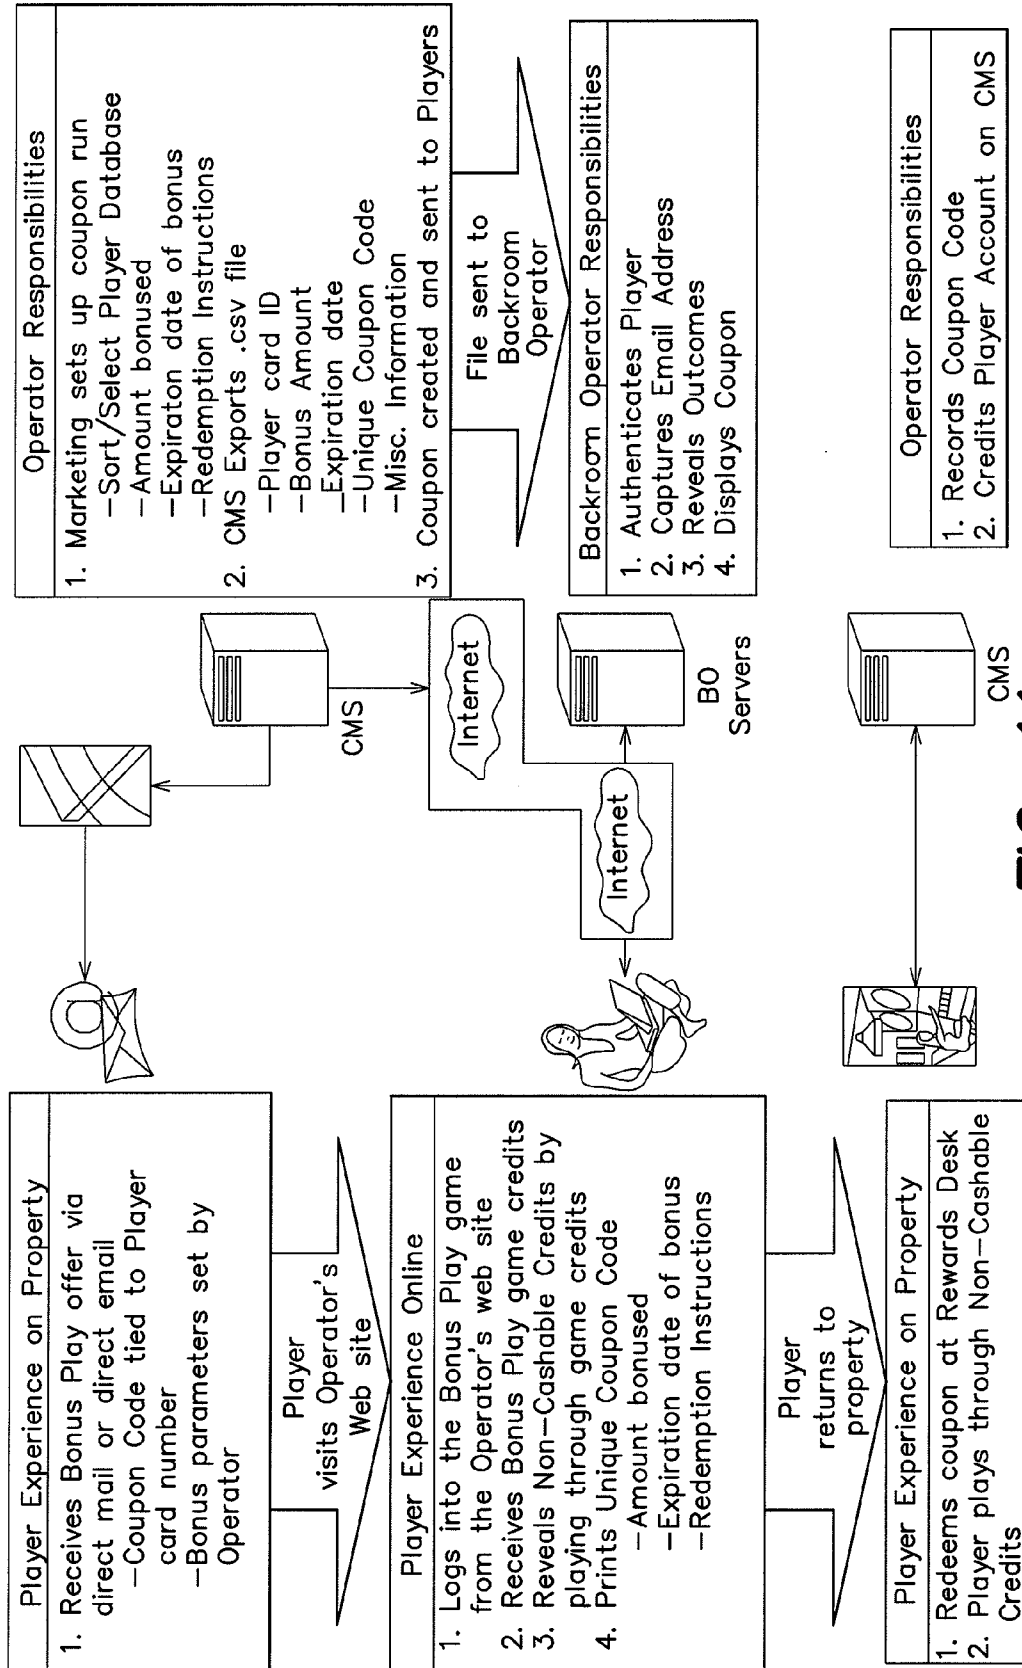 Player Experience on Property
1. Receives Bonus Play offer via
direct mail or direct email
—Coupon Code tied to Player
card number
—Bonus parameters set by
Operator
Player
visits Operator's
Web site
Player Experience Online
1. Logs into the Bonus Play game
from the Operator's web site
2. Receives Bonus Play game credits
3. Reveals Non—Cashable Credits by
playing through game credits
4. Prints Unique Coupon Code
—Amount bonused
—Expiration date of bonus
—Redemption Instructions
Player
returns to
property
Player Experience on Property
1. Redeems coupon at Rewards Desk
2. Player plays through Non—Cashable
Credits
CMS
Internet
Internet
BO
Servers
CMS
Operator Responsibilities
1. Marketing sets up coupon run
—Sort/Select Player Database
—Amount bonused
—Expiraton date of bonus
—Redemption Instructions
2. CMS Exports .csv file
—Player card ID
—Bonus Amount
—Expiration date
—Unique Coupon Code
—Misc. Information
3. Coupon created and sent to Players
File sent to
Backroom
Operator
Backroom Operator Responsibilities
1. Authenticates Player
2. Captures Email Address
3. Reveals Outcomes
4. Displays Coupon
Operator Responsibilities
1. Records Coupon Code
2. Credits Player Account on CMS